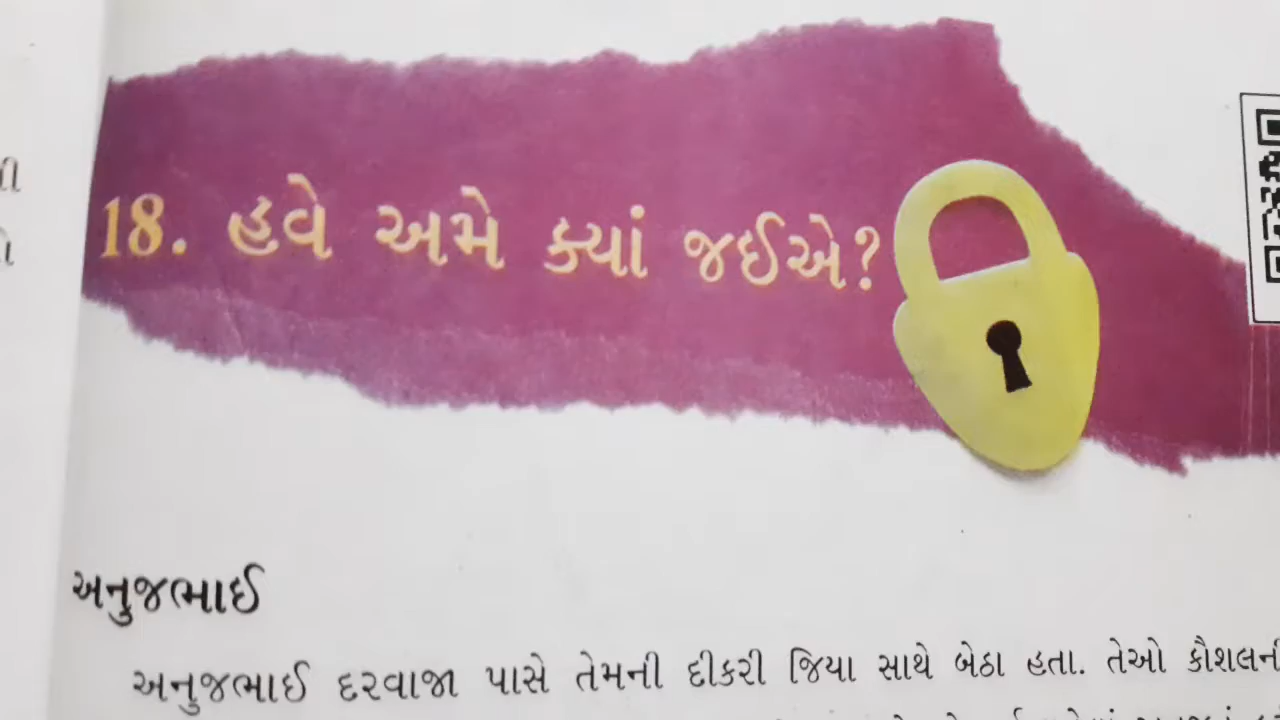 18. હવે અમે ક્યાં જઈએ?
અનુજભાઈ
અનુજભાઈ દરવાજા પાસે તેમની દીકરી જિયા સાથે બેઠા હતા. તેઓ કૌશલની